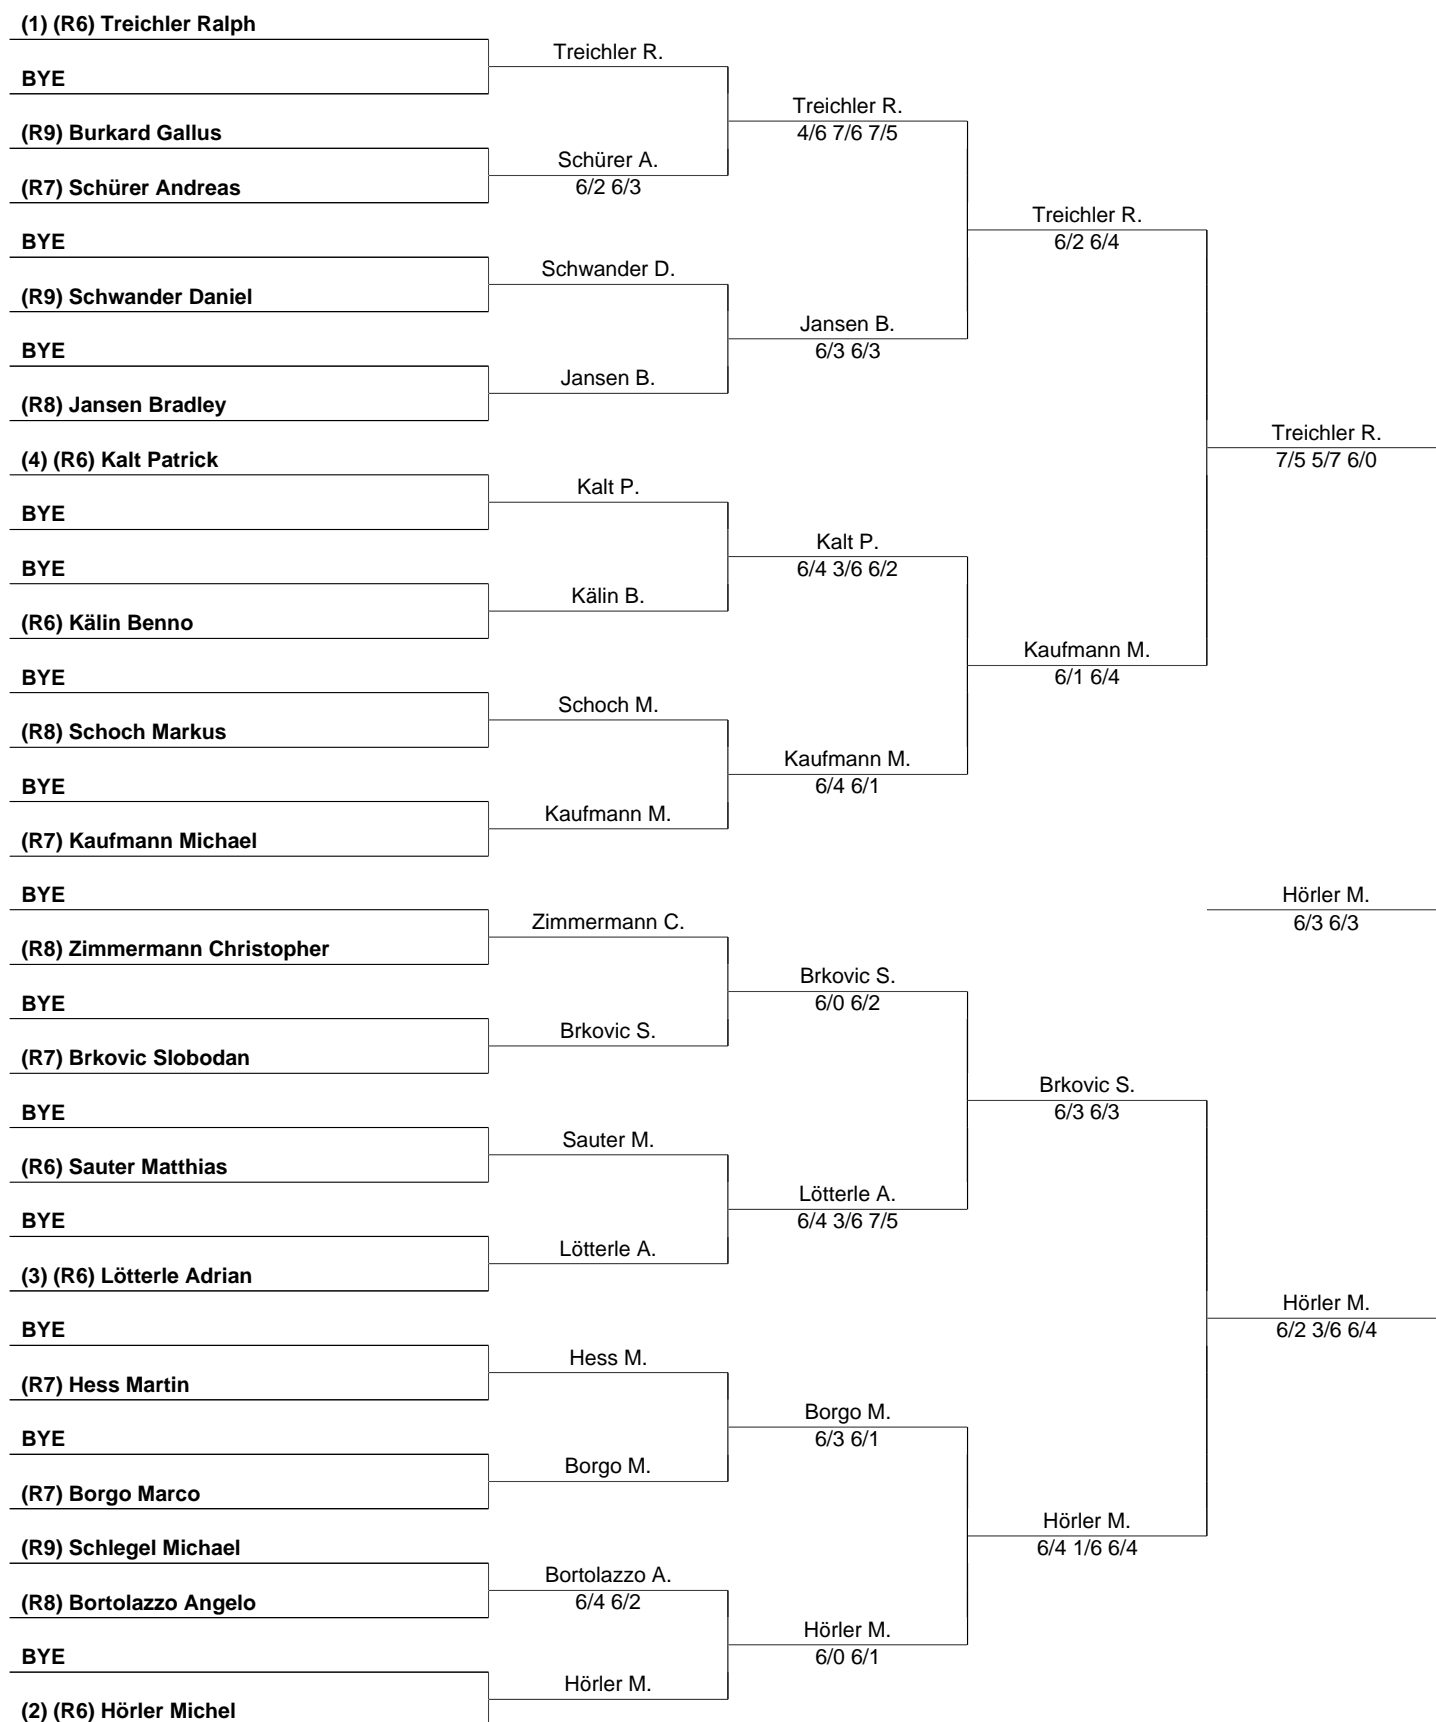 (1) (R6) Treichler Ralph
BYE
(R9) Burkard Gallus
(R7) Schürer Andreas
BYE
(R9) Schwander Daniel
BYE
(R8) Jansen Bradley
(4) (R6) Kalt Patrick
BYE
BYE
(R6) Kälin Benno
BYE
(R8) Schoch Markus
BYE
(R7) Kaufmann Michael
BYE
(R8) Zimmermann Christopher
BYE
(R7) Brkovic Slobodan
BYE
(R6) Sauter Matthias
BYE
(3) (R6) Lötterle Adrian
BYE
(R7) Hess Martin
BYE
(R7) Borgo Marco
(R9) Schlegel Michael
(R8) Bortolazzo Angelo
BYE
(2) (R6) Hörler Michel
Treichler R.
Schürer A.
6/2 6/3
Schwander D.
Jansen B.
Kalt P.
Kälin B.
Schoch M.
Kaufmann M.
Zimmermann C.
Brkovic S.
Sauter M.
Lötterle A.
Hess M.
Borgo M.
Bortolazzo A.
6/4 6/2
Hörler M.
Treichler R.
4/6 7/6 7/5
Jansen B.
6/3 6/3
Kalt P.
6/4 3/6 6/2
Kaufmann M.
6/4 6/1
Brkovic S.
6/0 6/2
Lötterle A.
6/4 3/6 7/5
Borgo M.
6/3 6/1
Hörler M.
6/0 6/1
Treichler R.
6/2 6/4
Kaufmann M.
6/1 6/4
Brkovic S.
6/3 6/3
Hörler M.
6/4 1/6 6/4
Treichler R.
7/5 5/7 6/0
Hörler M.
6/3 6/3
Hörler M.
6/2 3/6 6/4